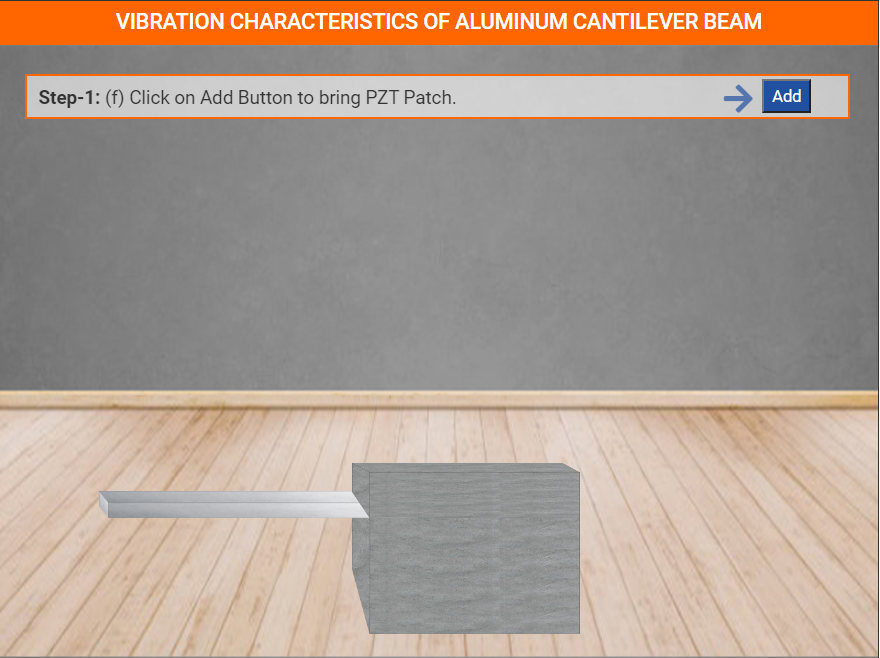 VIBRATION CHARACTERISTICS OF ALUMINUM CANTILEVER BEAM
Step-1: (f) Click on Add Button to bring PZT Patch.
Add